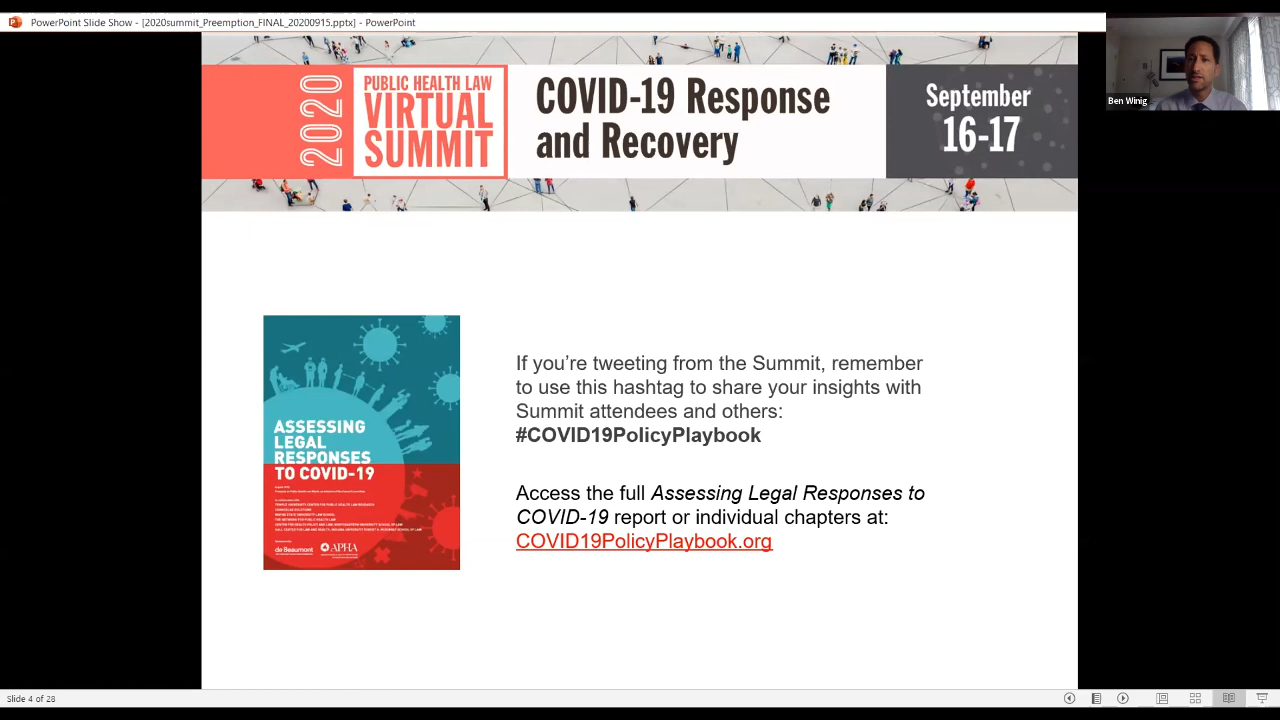 PowerPoint Slide Show - [2020summit_Preemption_FINAL_20200915.pptx] - PowerPoint
Ben Winig
2020
PUBLIC HEALTH LAW
VIRTUAL
SUMMIT
COVID-19 Response
and Recovery
September
16-17
ASSESSING
LEGAL
RESPONSES
TO COVID-19
de Beaumont
APHA
If you’re tweeting from the Summit, remember
to use this hashtag to share your insights with
Summit attendees and others:
#COVID19PolicyPlaybook
Access the full Assessing Legal Responses to
COVID-19 report or individual chapters at:
COVID19PolicyPlaybook.org
Slide 4 of 28